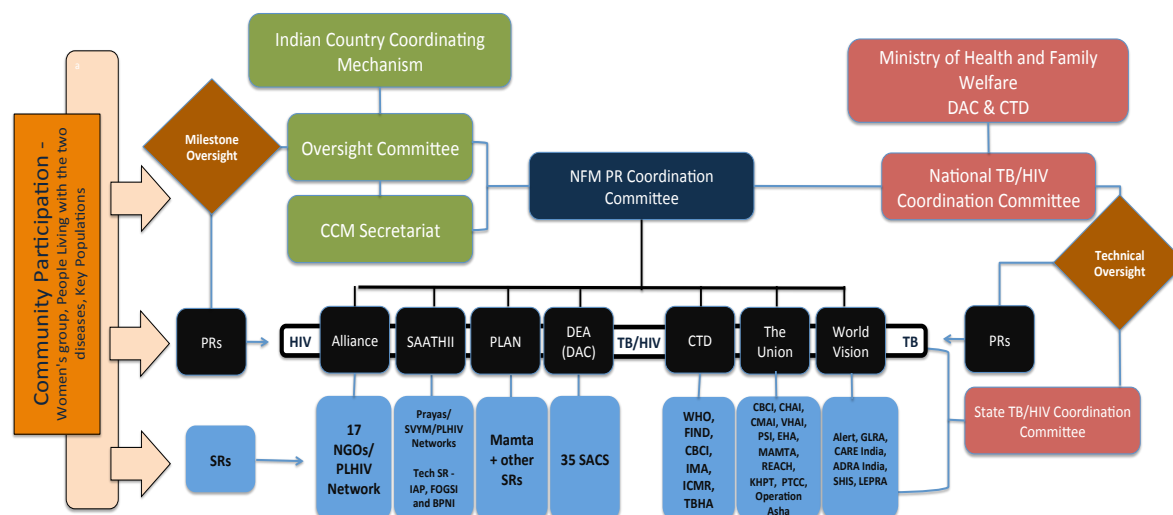 a
Community Participation -
Women's group, People Living with the two
diseases, Key Populations
Milestone
Oversight
Indian Country Coordinating
Mechanism
Oversight Committee
CCM Secretariat
NFM PR Coordination
Committee
Ministry of Health and Family
Welfare
DAC & CTD
National TB/HIV
Coordination Committee
Technical
Oversight
PRs
HIV
Alliance
SAATHII
PLAN
DEA
(DAC)
TB/HIV
CTD
The
Union
World
Vision
TB
PRs
State TB/HIV Coordination
Committee
SRs
17
NGOs/
PLHIV
Network
Prayas/
SVYM/PLHIV
Networks
Tech SR -
IAP, FOGSI
and BPNI
Mamta
+ other
SRs
35 SACS
WHO,
FIND,
CBCI,
IMA,
ICMR,
TBHA
CBCI, CHAI,
CMAI, VHAI,
PSI, EHA,
MAMTA,
REACH,
KHPT, PTCC,
Operation
Asha
Alert, GLRA,
CARE India,
ADRA India,
SHIS, LEPRA